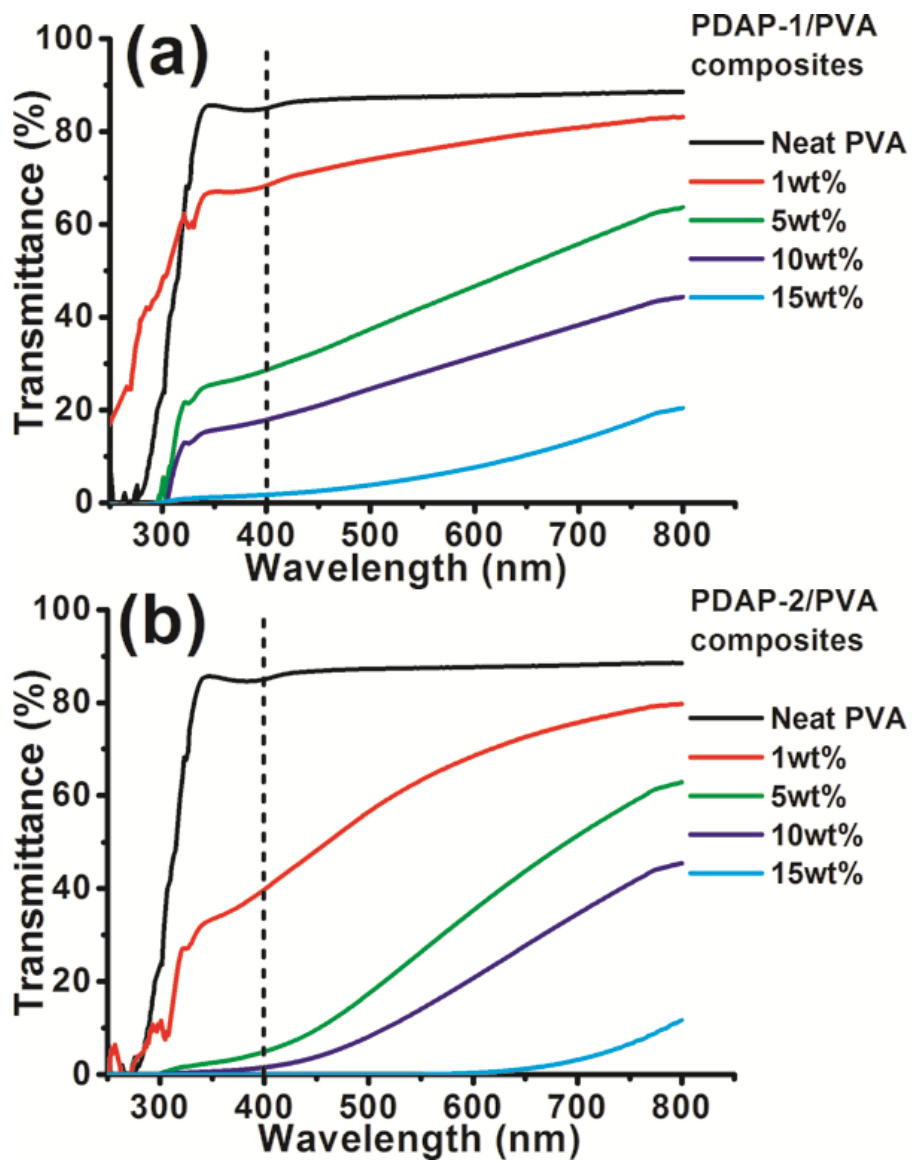 (a)
PDAP-1/PVA
composites
Neat PVA
1wt%
5wt%
10wt%
15wt%
Transmittance (%)
100
80
60
40
20
0
300 400 500 600 700 800
Wavelength (nm)
(b)
PDAP-2/PVA
composites
Neat PVA
1wt%
5wt%
10wt%
15wt%
Transmittance (%)
100
80
60
40
20
0
300 400 500 600 700 800
Wavelength (nm)